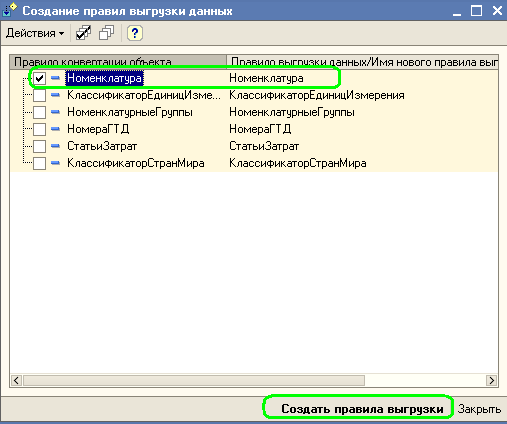 Создание правил выгрузки данных
Действия
Правило конвертации объекта Правило выгрузки данных/Имя нового правила выг
Номенклатура Номенклатура
КлассификаторЕдиницИзме... КлассификаторЕдиницИзмерения
НоменклатурныеГруппы НоменклатурныеГруппы
НомераГТД НомераГТД
СтатьиЗатрат СтатьиЗатрат
КлассификаторСтранМира КлассификаторСтранМира
Создать правила выгрузки Закрыть